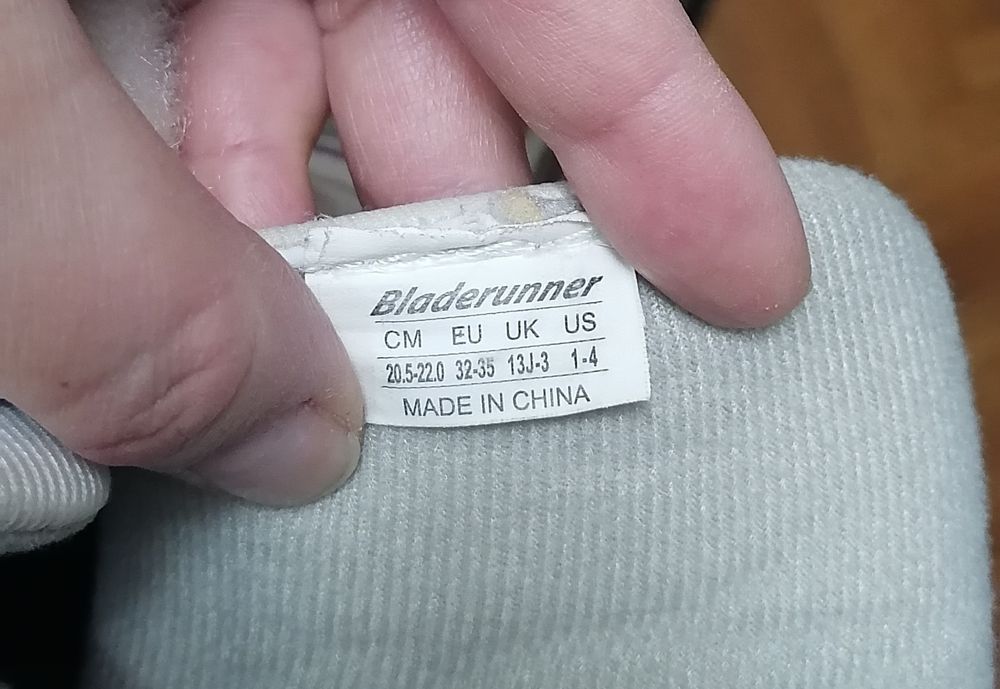 Bladerunner
CM EU UK US
20.5-22.0 32-35 13J-3 1-4
MADE IN CHINA